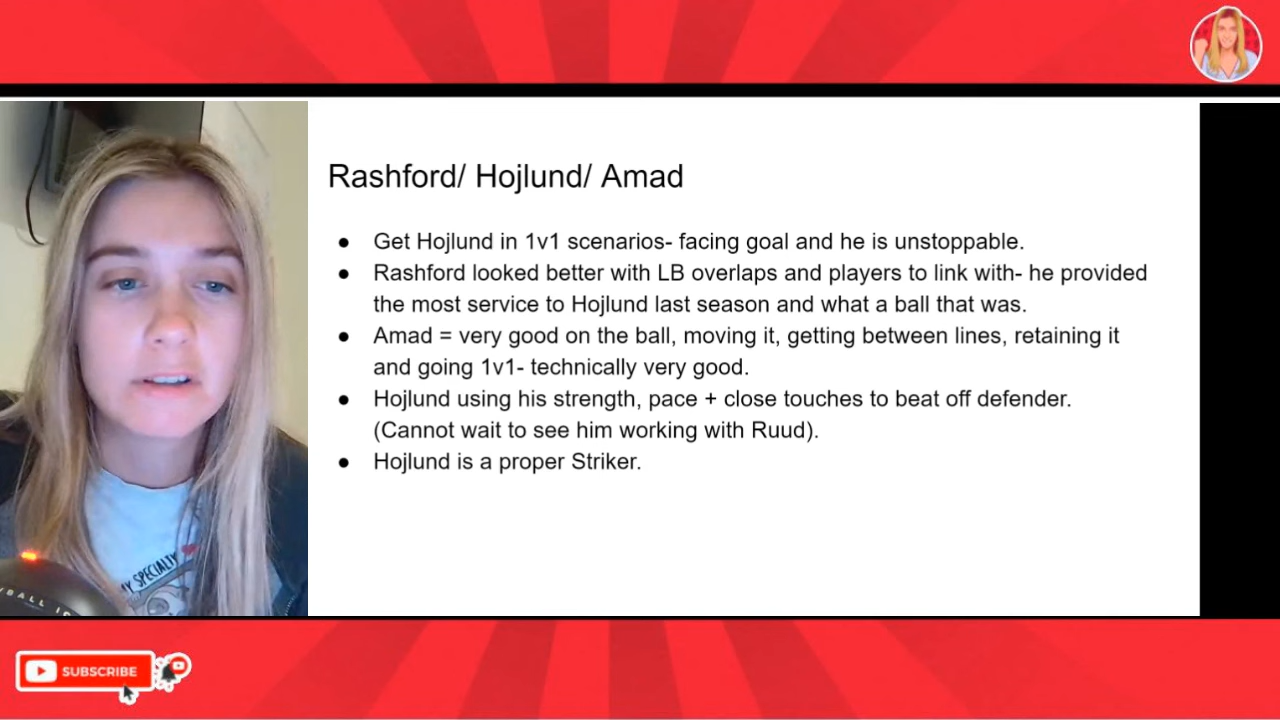 Rashford/ Hojlund/ Amad
● Get Hojlund in 1v1 scenarios- facing goal and he is unstoppable.
● Rashford looked better with LB overlaps and players to link with- he provided
the most service to Hojlund last season and what a ball that was.
● Amad = very good on the ball, moving it, getting between lines, retaining it
and going 1v1- technically very good.
● Hojlund using his strength, pace + close touches to beat off defender.
(Cannot wait to see him working with Ruud).
● Hojlund is a proper Striker.
MY SPECIALTY
SUBSCRIBE